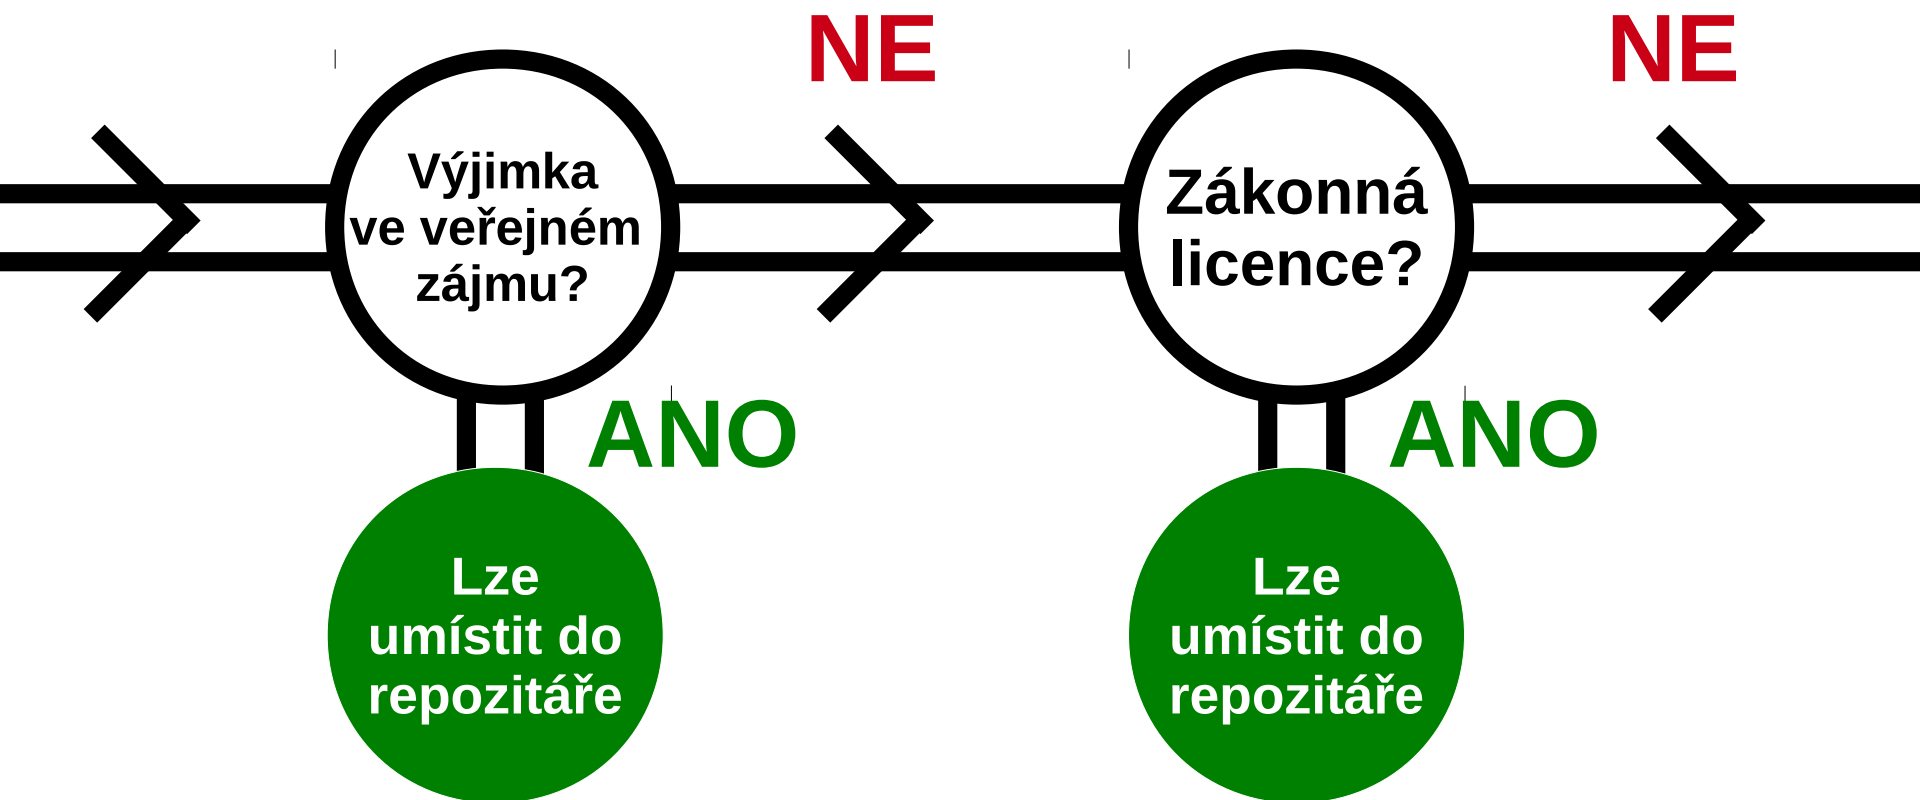 NE
NE
Výjimka
ve veřejném
zájmu?
Zákonná
licence?
ANO
ANO
Lze
umístit do
repozitáře
Lze
umístit do
repozitáře